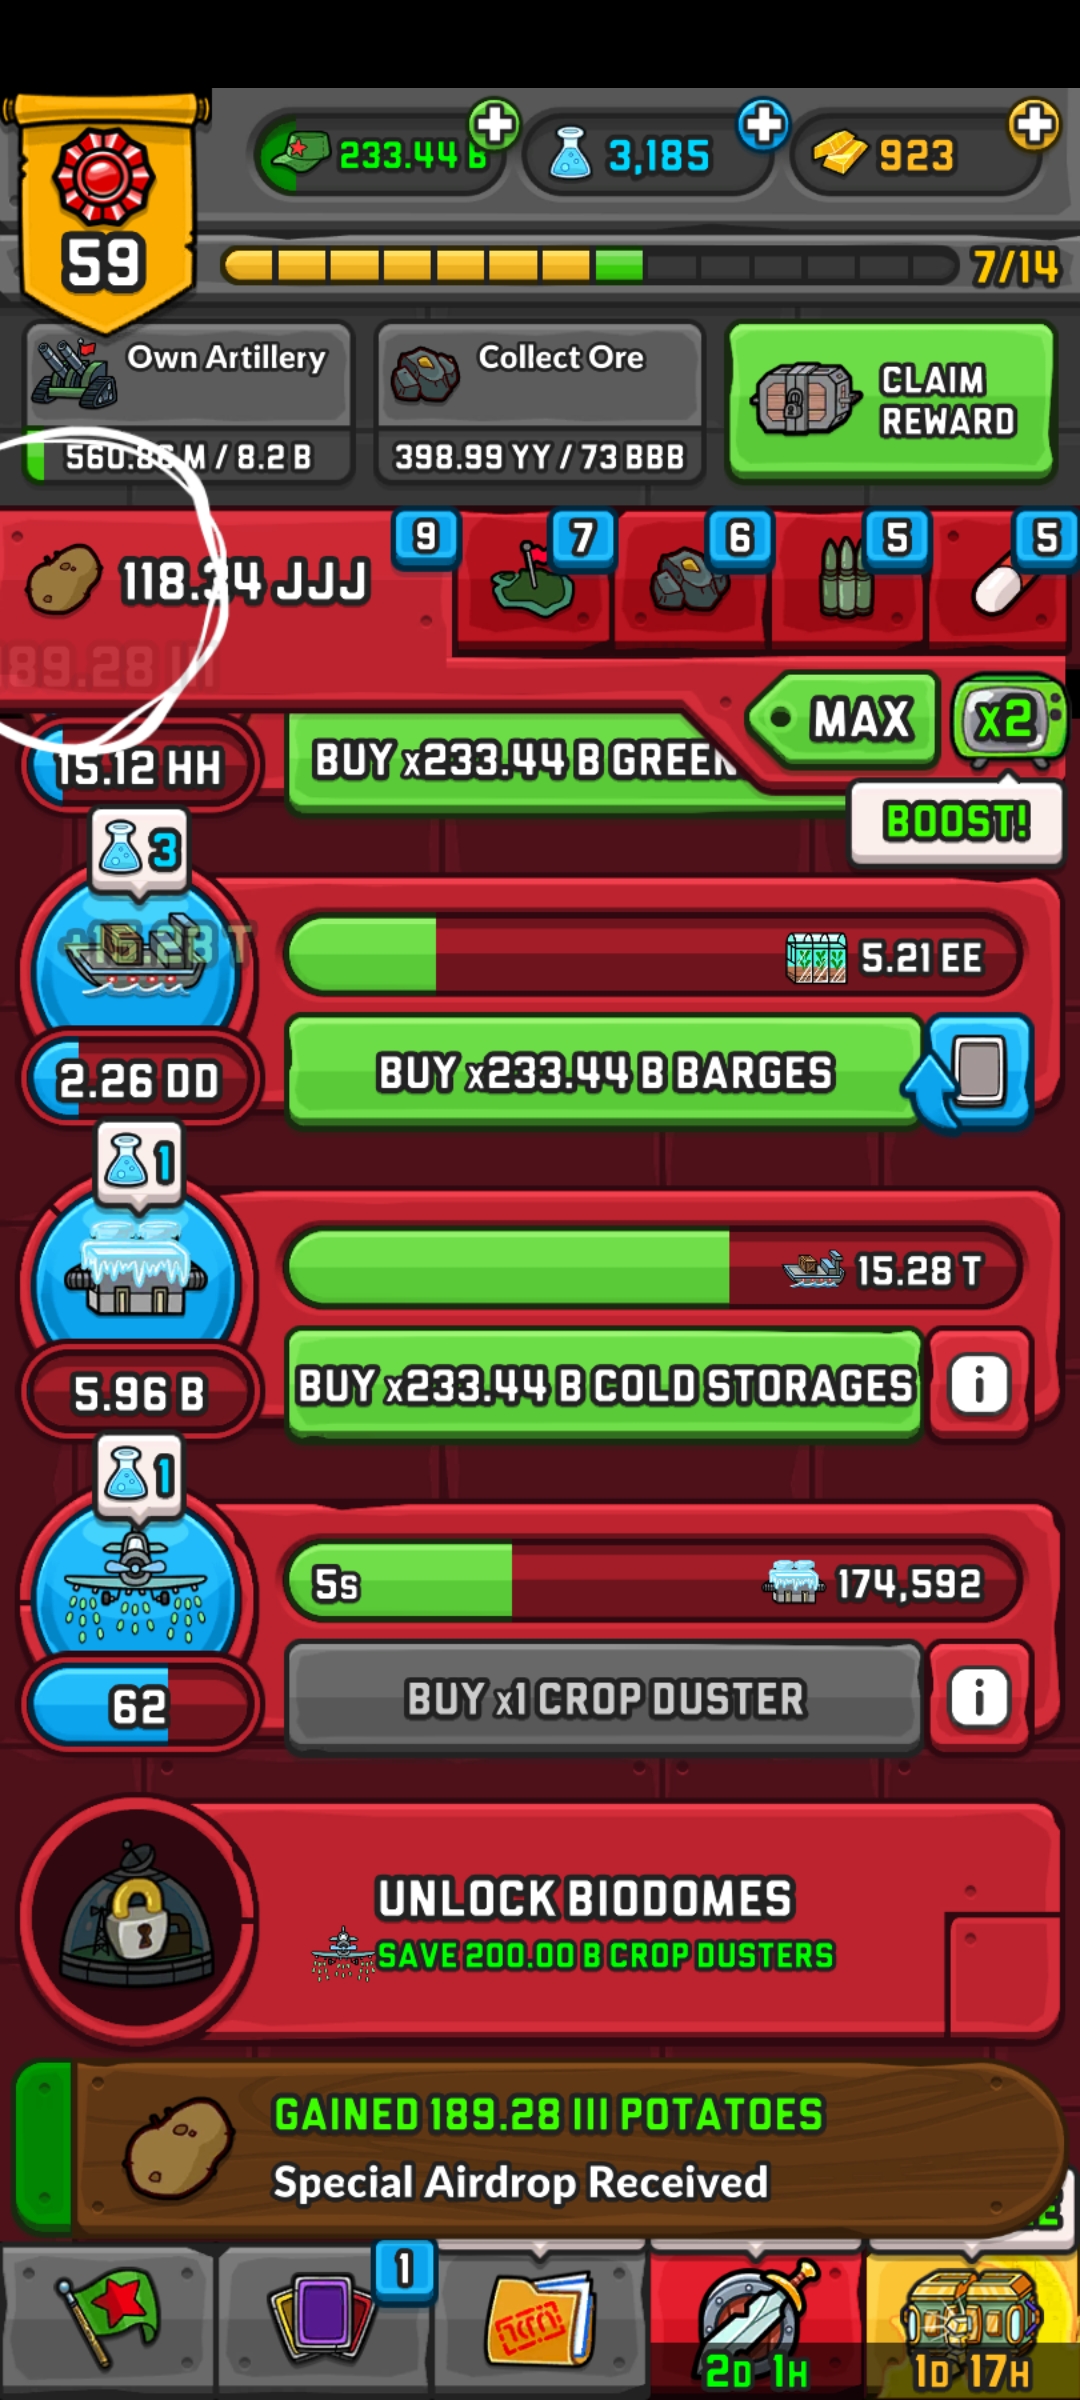 233.44 B
3,185
923
59
7/14
Own Artillery
Collect Ore
CLAIM
REWARD
560.86 M / 8.2 B
398.99 YY / 73 BBB
9
7
6
5
5
118.34 JJJ
189.28 III
MAX
x2
15.12 HH
BUY x233.44 B GREEN
BOOST!
3
+15.28 T
5.21 EE
2.26 DD
BUY x233.44 B BARGES
1
15.28 T
5.96 B
BUY x233.44 B COLD STORAGES
1
5s
174,592
62
BUY x1 CROP DUSTER
UNLOCK BIODOMES
SAVE 200.00 B CROP DUSTERS
GAINED 189.28 III POTATOES
Special Airdrop Received
1
2D 1H
1D 17H